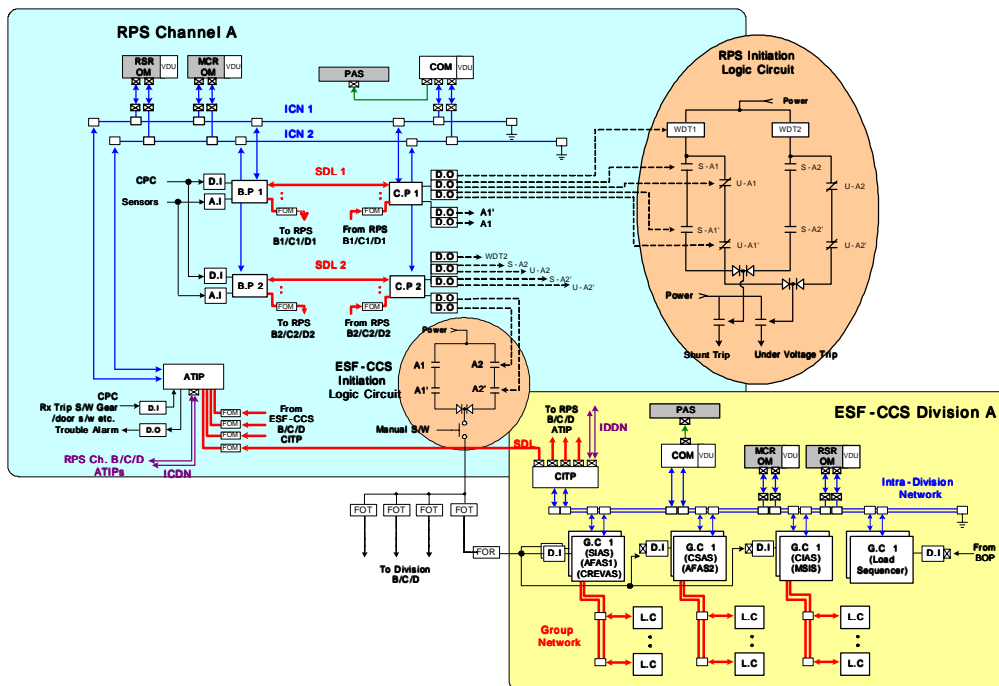 RPS Channel A
RSR
OM
VDU
MCR
OM
VDU
PAS
COM
VDU
ICN 1
ICN 2
CPC
Sensors
D.I
A.I
B.P 1
SDL 1
C.P 1
D.O
D.O
D.O
D.O
D.O
A1'
A1
FOM
FOM
To RPS
B1/C1/D1
From RPS
B1/C1/D1
D.I
A.I
B.P 2
SDL 2
C.P 2
D.O
D.O
D.O
D.O
D.O
WDT2
S-A2
U-A2
S-A2'
U-A2'
FOM
FOM
To RPS
B2/C2/D2
From RPS
B2/C2/D2
RPS Initiation
Logic Circuit
Power
WDT1
WDT2
S-A1
U-A1
S-A2
U-A2
S-A1'
U-A1'
S-A2'
U-A2'
Power
Shunt Trip
Under Voltage Trip
Power
A1
A2
A1'
A2'
ESF-CCS
Initiation
Logic Circuit
Manual S/W
ATIP
CPC
Rx Trip S/W Gear
/door s/w etc.
Trouble Alarm
D.I
D.O
FOM
FOM
FOM
FOM
From
ESF-CCS
B/C/D
CITP
RPS Ch. B/C/D
ATIPs
ICDN
SDL
FOT
FOT
FOT
FOT
FOR
To Division
B/C/D
ESF-CCS Division A
To RPS
B/C/D
ATIP
IDDN
CITP
PAS
COM
VDU
MCR
OM
VDU
RSR
OM
VDU
Intra-Division
Network
D.I
G.C 1
(SIAS)
(AFAS1)
(CREVAS)
D.I
G.C 1
(CSAS)
(AFAS2)
D.I
G.C 1
(CIAS)
(MSIS)
G.C 1
(Load
Sequencer)
D.I
From
BOP
Group
Network
L.C
L.C
L.C
L.C
L.C
L.C